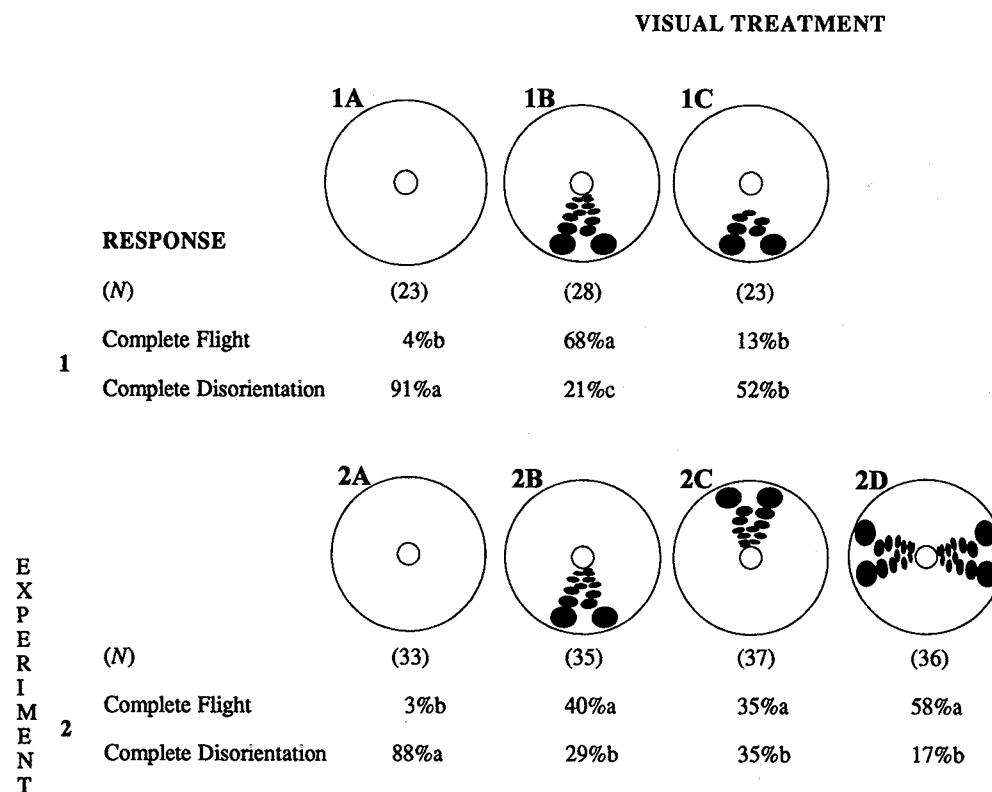 VISUAL TREATMENT
1A 1B 1C
RESPONSE
(N) (23) (28) (23)
Complete Flight 4%b 68%a 13%b
1
Complete Disorientation 91%a 21%c 52%b
2A 2B 2C 2D
EXPERIMENT
(N) (33) (35) (37) (36)
Complete Flight 3%b 40%a 35%a 58%a
2
Complete Disorientation 88%a 29%b 35%b 17%b